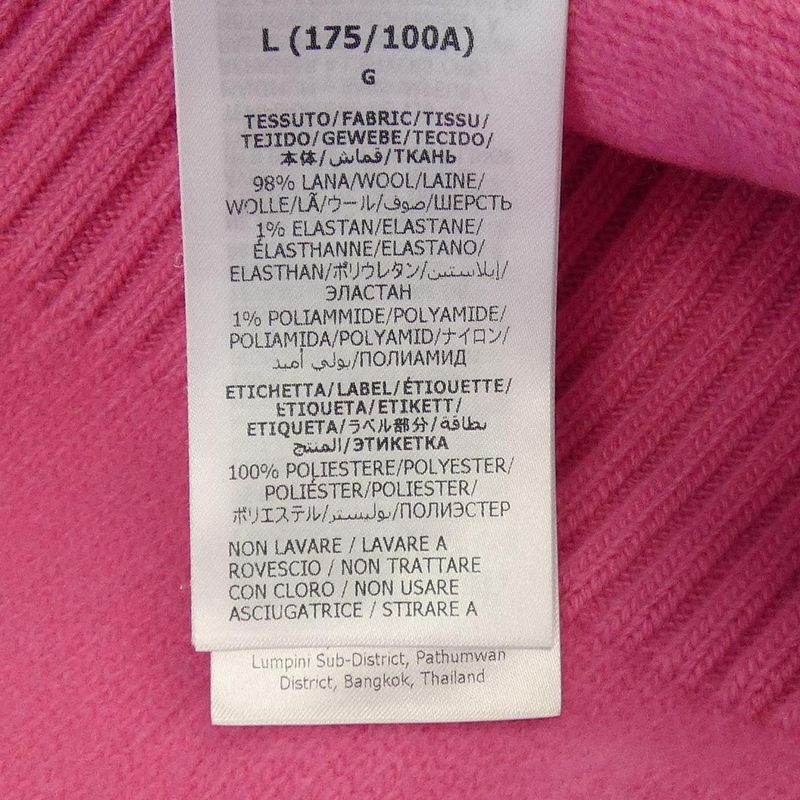 L (175/100A)
G
TESSUTO/FABRIC/TISSU/
TEJIDO/GEWEBE/TECIDO/
本体/قماش/ТКАНЬ
98% LANA/WOOL/LAINE/
WOLLE/LÃ/ウール/صوف/ШЕРСТЬ
1% ELASTAN/ELASTANE/
ÉLASTHANNE/ELASTANO/
ELASTHAN/ポリウレタン/إيلاستين/
ЭЛАСТАН
1% POLIAMMIDE/POLYAMIDE/
POLIAMIDA/POLYAMID/ナイロン/
بولي أميد/ПОЛИАМИД
ETICHETTA/LABEL/ÉTIQUETTE/
ETIQUETA/ETIKETT/
ETIQUETA/ラベル部分/بطاقة
المنتج/ЭТИКЕТКА
100% POLIESTERE/POLYESTER/
POLIÉSTER/POLIESTER/
ポリエステル/بوليستر/ПОЛИЭСТЕР
NON LAVARE / LAVARE A
ROVESCIO / NON TRATTARE
CON CLORO / NON USARE
ASCIUGATRICE / STIRARE A
Lumpini Sub-District, Pathumwan
District, Bangkok, Thailand